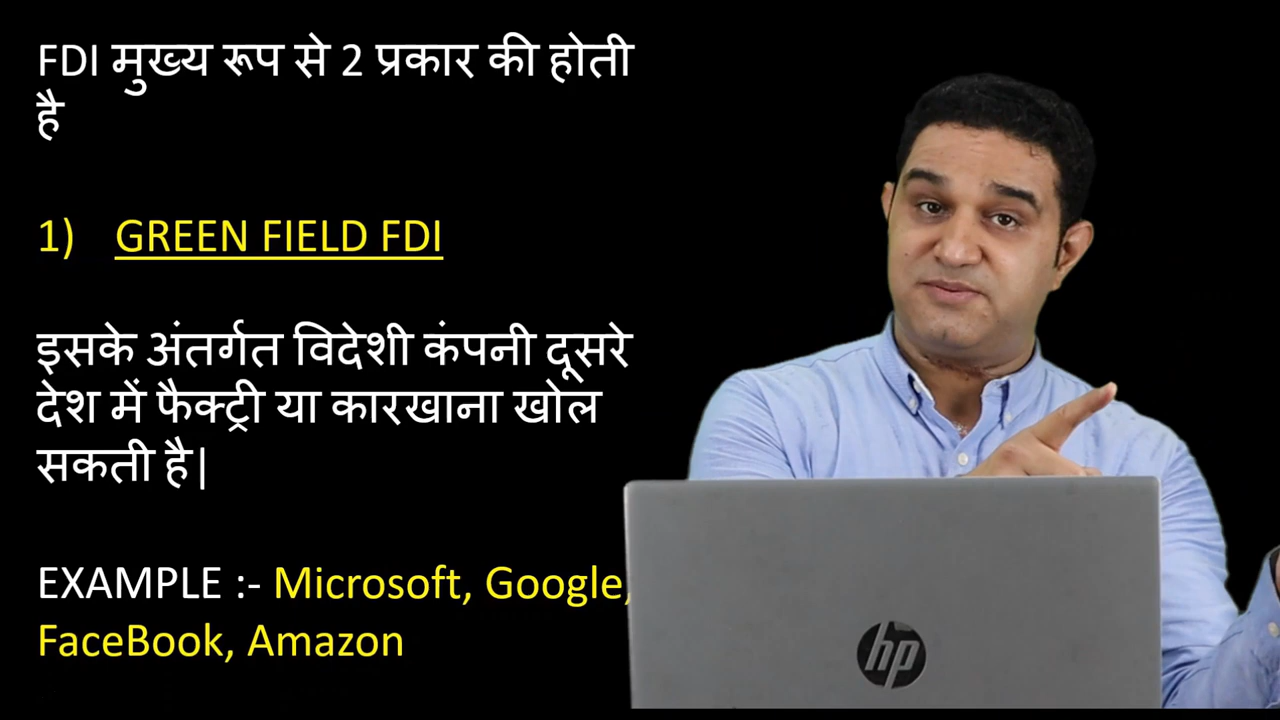 FDI मुख्य रूप से 2 प्रकार की होती
है
1) GREEN FIELD FDI
इसके अंतर्गत विदेशी कंपनी दूसरे
देश में फैक्ट्री या कारखाना खोल
सकती है|
EXAMPLE :- Microsoft, Google,
FaceBook, Amazon
hp